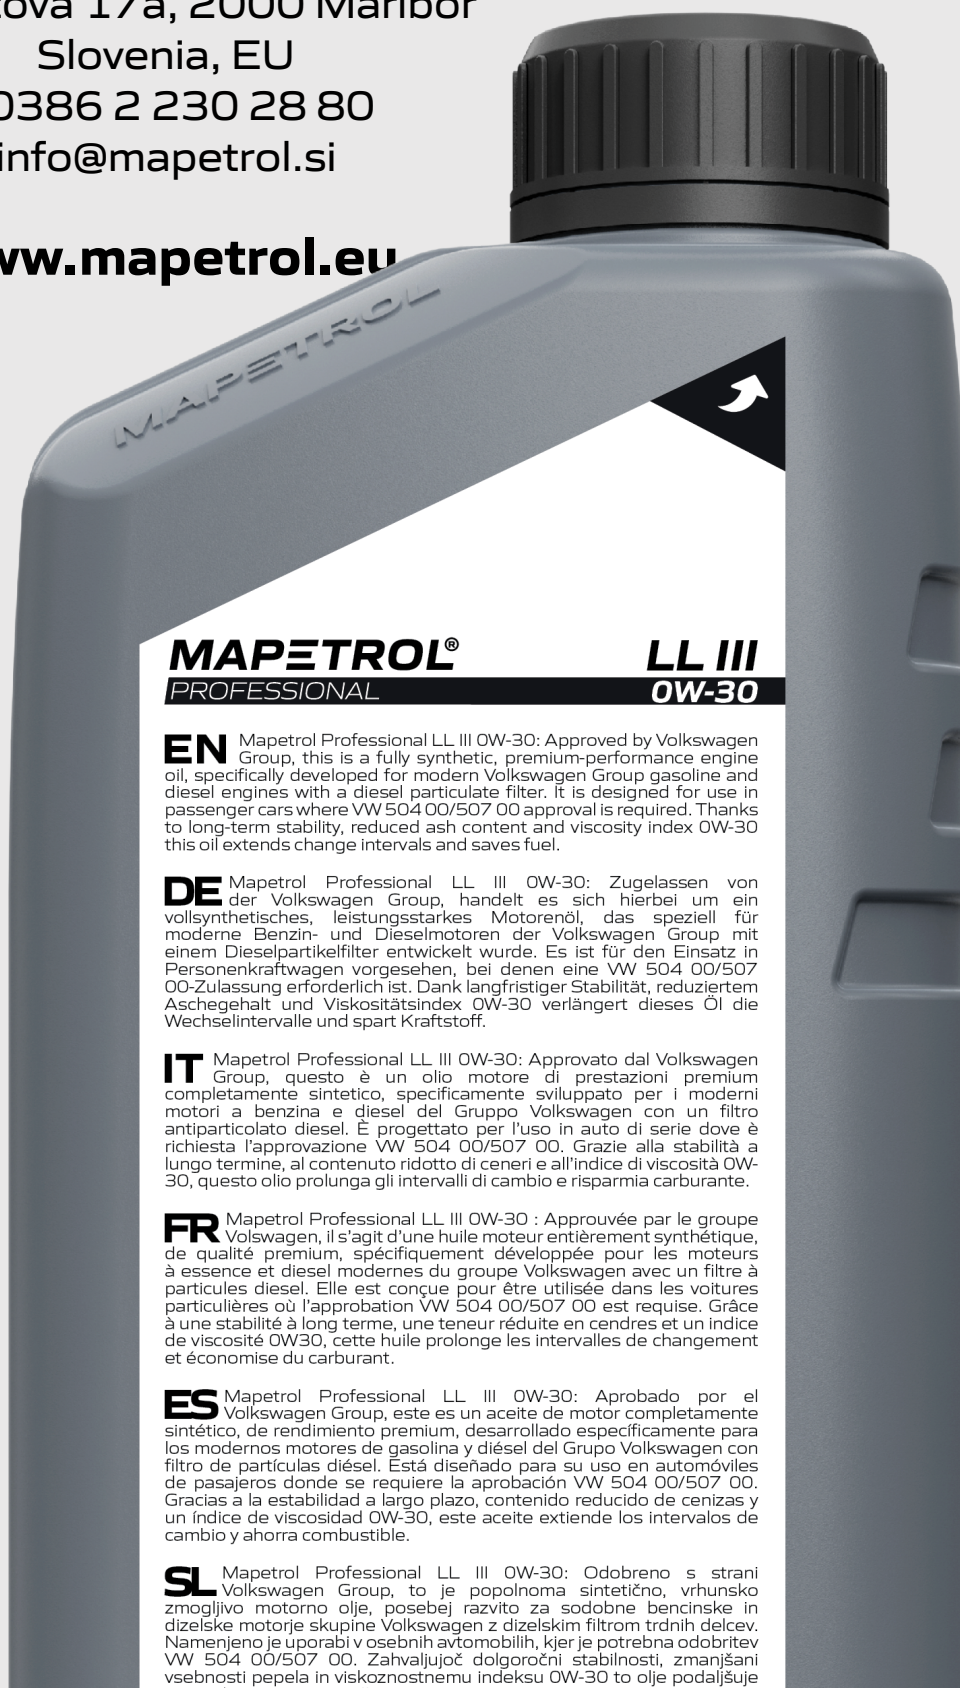 17a, 2000 Maribor
Slovenia, EU
0386 2 230 28 80
info@mapetrol.si
www.mapetrol.eu
MAPETROL
MAPETROL® LL III
PROFESSIONAL 0W-30
EN Mapetrol Professional LL III 0W-30: Approved by Volkswagen
Group, this is a fully synthetic, premium-performance engine
oil, specifically developed for modern Volkswagen Group gasoline and
diesel engines with a diesel particulate filter. It is designed for use in
passenger cars where VW 504 00/507 00 approval is required. Thanks
to long-term stability, reduced ash content and viscosity index 0W-30
this oil extends change intervals and saves fuel.
DE Mapetrol Professional LL III 0W-30: Zugelassen von
der Volkswagen Group, handelt es sich hierbei um ein
vollsynthetisches, leistungsstarkes Motorenöl, das speziell für
moderne Benzin- und Dieselmotoren der Volkswagen Group mit
einem Dieselpartikelfilter entwickelt wurde. Es ist für den Einsatz in
Personenkraftwagen vorgesehen, bei denen eine VW 504 00/507
00-Zulassung erforderlich ist. Dank langfristiger Stabilität, reduziertem
Aschegehalt und Viskositätsindex 0W-30 verlängert dieses Öl die
Wechselintervalle und spart Kraftstoff.
IT Mapetrol Professional LL III 0W-30: Approvato dal Volkswagen
Group, questo è un olio motore di prestazioni premium
completamente sintetico, specificamente sviluppato per i moderni
motori a benzina e diesel del Gruppo Volkswagen con un filtro
antiparticolato diesel. È progettato per l'uso in auto di serie dove è
richiesta l'approvazione VW 504 00/507 00. Grazie alla stabilità a
lungo termine, al contenuto ridotto di ceneri e all'indice di viscosità 0W-
30, questo olio prolunga gli intervalli di cambio e risparmia carburante.
FR Mapetrol Professional LL III 0W-30 : Approuvée par le groupe
Volswagen, il s'agit d'une huile moteur entièrement synthétique,
de qualité premium, spécifiquement développée pour les moteurs
à essence et diesel modernes du groupe Volkswagen avec un filtre à
particules diesel. Elle est conçue pour être utilisée dans les voitures
particulières où l'approbation VW 504 00/507 00 est requise. Grâce
à une stabilité à long terme, une teneur réduite en cendres et un indice
de viscosité 0W30, cette huile prolonge les intervalles de changement
et économise du carburant.
ES Mapetrol Professional LL III 0W-30: Aprobado por el
Volkswagen Group, este es un aceite de motor completamente
sintético, de rendimiento premium, desarrollado específicamente para
los modernos motores de gasolina y diésel del Grupo Volkswagen con
filtro de partículas diésel. Está diseñado para su uso en automóviles
de pasajeros donde se requiere la aprobación VW 504 00/507 00.
Gracias a la estabilidad a largo plazo, contenido reducido de cenizas y
un índice de viscosidad 0W-30, este aceite extiende los intervalos de
cambio y ahorra combustible.
SL Mapetrol Professional LL III 0W-30: Odobreno s strani
Volkswagen Group, to je popolnoma sintetično, vrhunsko
zmogljivo motorno olje, posebej razvito za sodobne bencinske in
dizelske motorje skupine Volkswagen z dizelskim filtrom trdnih delcev.
Namenjeno je uporabi v osebnih avtomobilih, kjer je potrebna odobritev
VW 504 00/507 00. Zahvaljujoč dolgoročni stabilnosti, zmanjšani
vsebnosti pepela in viskoznostnemu indeksu 0W-30 to olje podaljšuje